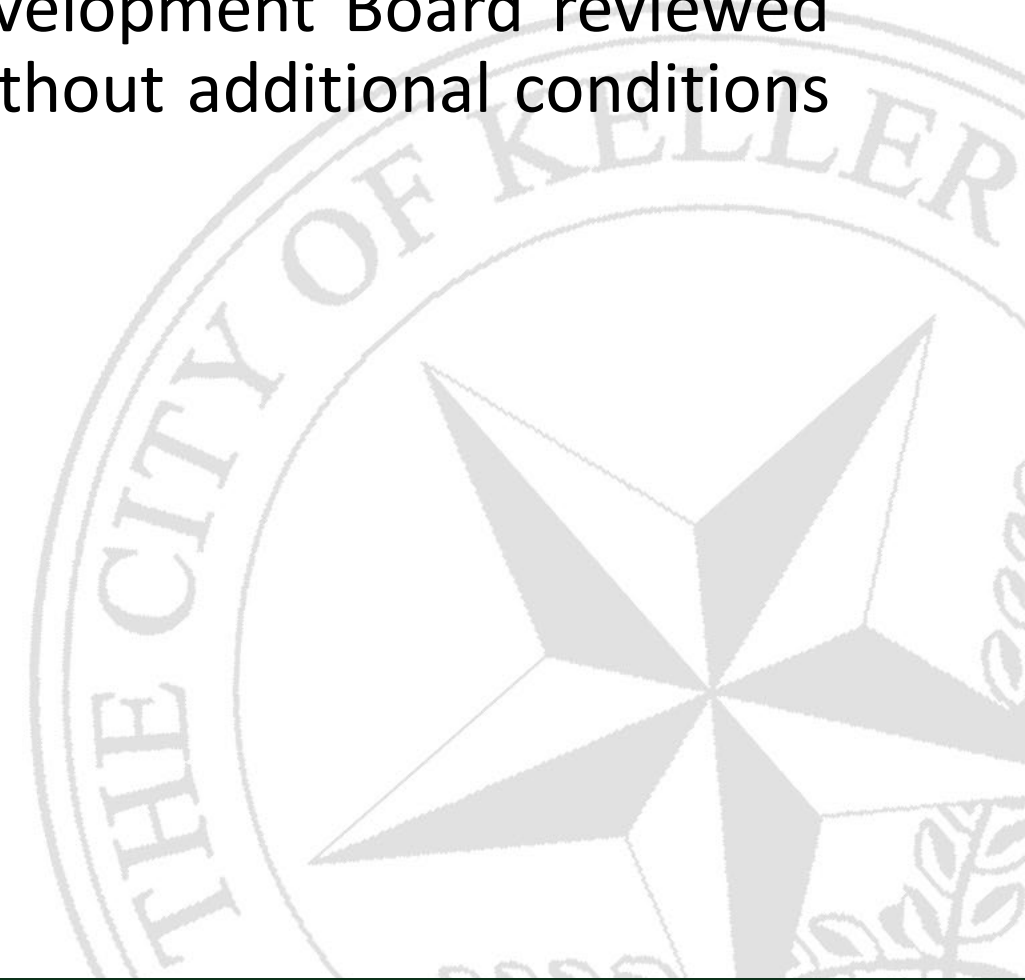 velopment Board reviewed
thout additional conditions
THE CITY OF KELLER